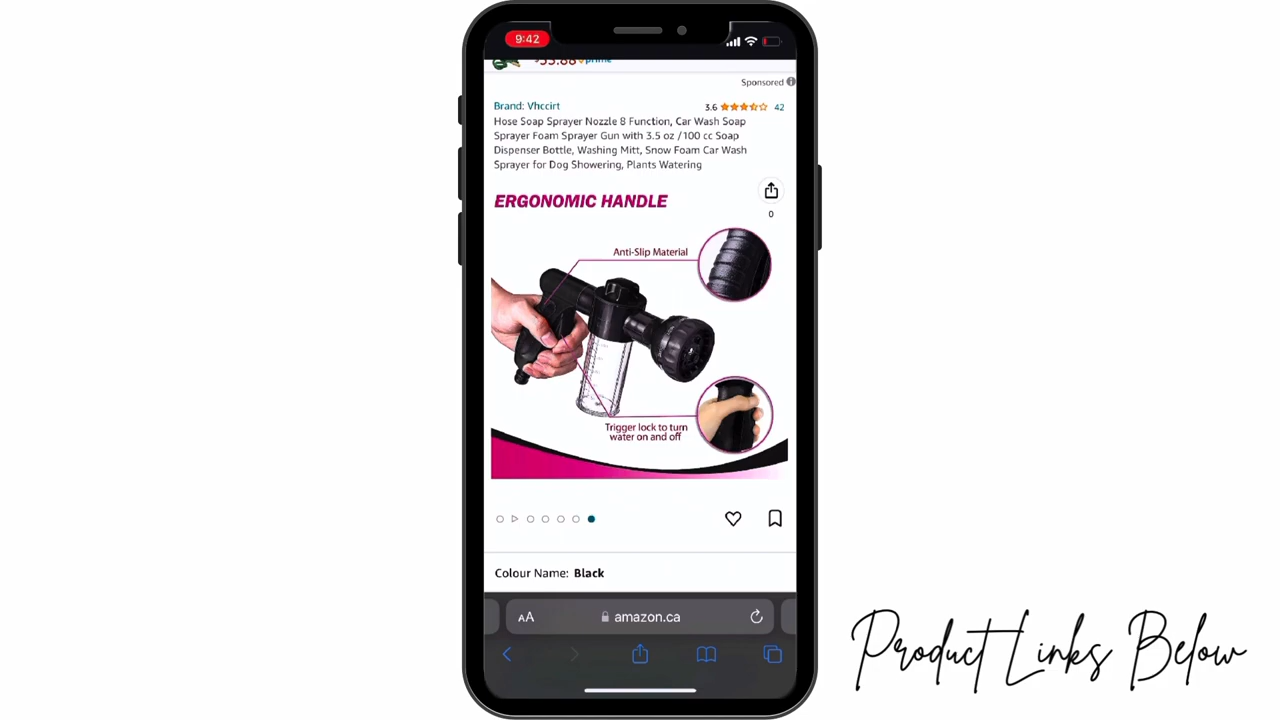 9:42
$53.88 prime
Sponsored
Brand: Vhccirt
3.6
42
Hose Soap Sprayer Nozzle 8 Function, Car Wash Soap
Sprayer Foam Sprayer Gun with 3.5 oz /100 cc Soap
Dispenser Bottle, Washing Mitt, Snow Foam Car Wash
Sprayer for Dog Showering, Plants Watering
ERGONOMIC HANDLE
0
Anti-Slip Material
Trigger lock to turn
water on and off
Colour Name: Black
AA
amazon.ca
Product Links Below